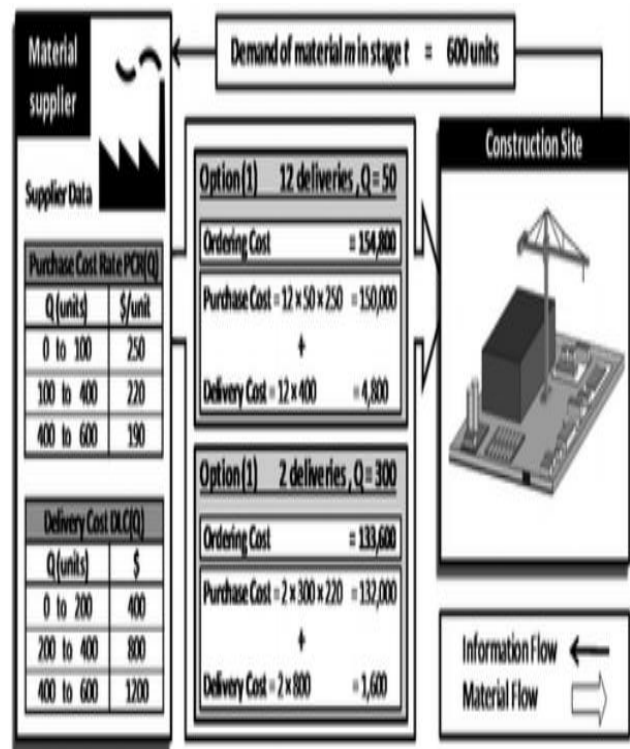 Material
supplier
Demand of material m in stage t = 600 units
Supplier Data
Purchase Cost Rate PCR(Q)
Q (units) $/unit
0 to 100 250
100 to 400 220
400 to 600 190
Delivery Cost DLC(Q)
Q (units) $
0 to 200 400
200 to 400 800
400 to 600 1200
Option (1) 12 deliveries, Q = 50
Ordering Cost = 154,800
Purchase Cost = 12 × 50 × 250 = 150,000
+
Delivery Cost = 12 × 400 = 4,800
Option (1) 2 deliveries, Q = 300
Ordering Cost = 133,600
Purchase Cost = 2 × 300 × 220 = 132,000
+
Delivery Cost = 2 × 800 = 1,600
Construction Site
Information Flow
Material Flow